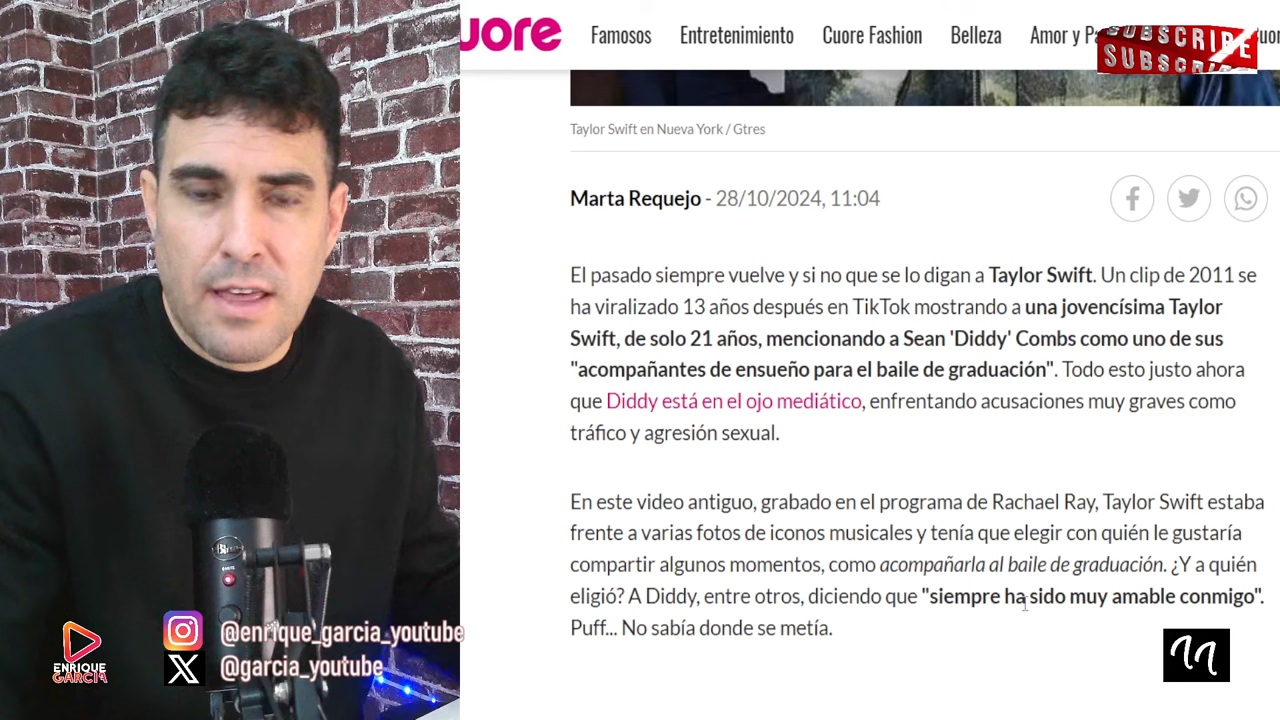 uore
Famosos
Entretenimiento
Cuore Fashion
Belleza
Amor y
SUBSCRIBE
SUBSCRIBE
Taylor Swift en Nueva York / Gtres
Marta Requejo - 28/10/2024, 11:04
El pasado siempre vuelve y si no que se lo digan a Taylor Swift. Un clip de 2011 se
ha viralizado 13 años después en TikTok mostrando a una jovencísima Taylor
Swift, de solo 21 años, mencionando a Sean 'Diddy' Combs como uno de sus
"acompañantes de ensueño para el baile de graduación". Todo esto justo ahora
que Diddy está en el ojo mediático, enfrentando acusaciones muy graves como
tráfico y agresión sexual.
En este video antiguo, grabado en el programa de Rachael Ray, Taylor Swift estaba
frente a varias fotos de iconos musicales y tenía que elegir con quién le gustaría
compartir algunos momentos, como acompañarla al baile de graduación. ¿Y a quién
eligió? A Diddy, entre otros, diciendo que "siempre ha sido muy amable conmigo".
Puff... No sabía donde se metía.
ENRIQUE
GARCIA
@enrique_garcia_youtube
@garcia_youtube